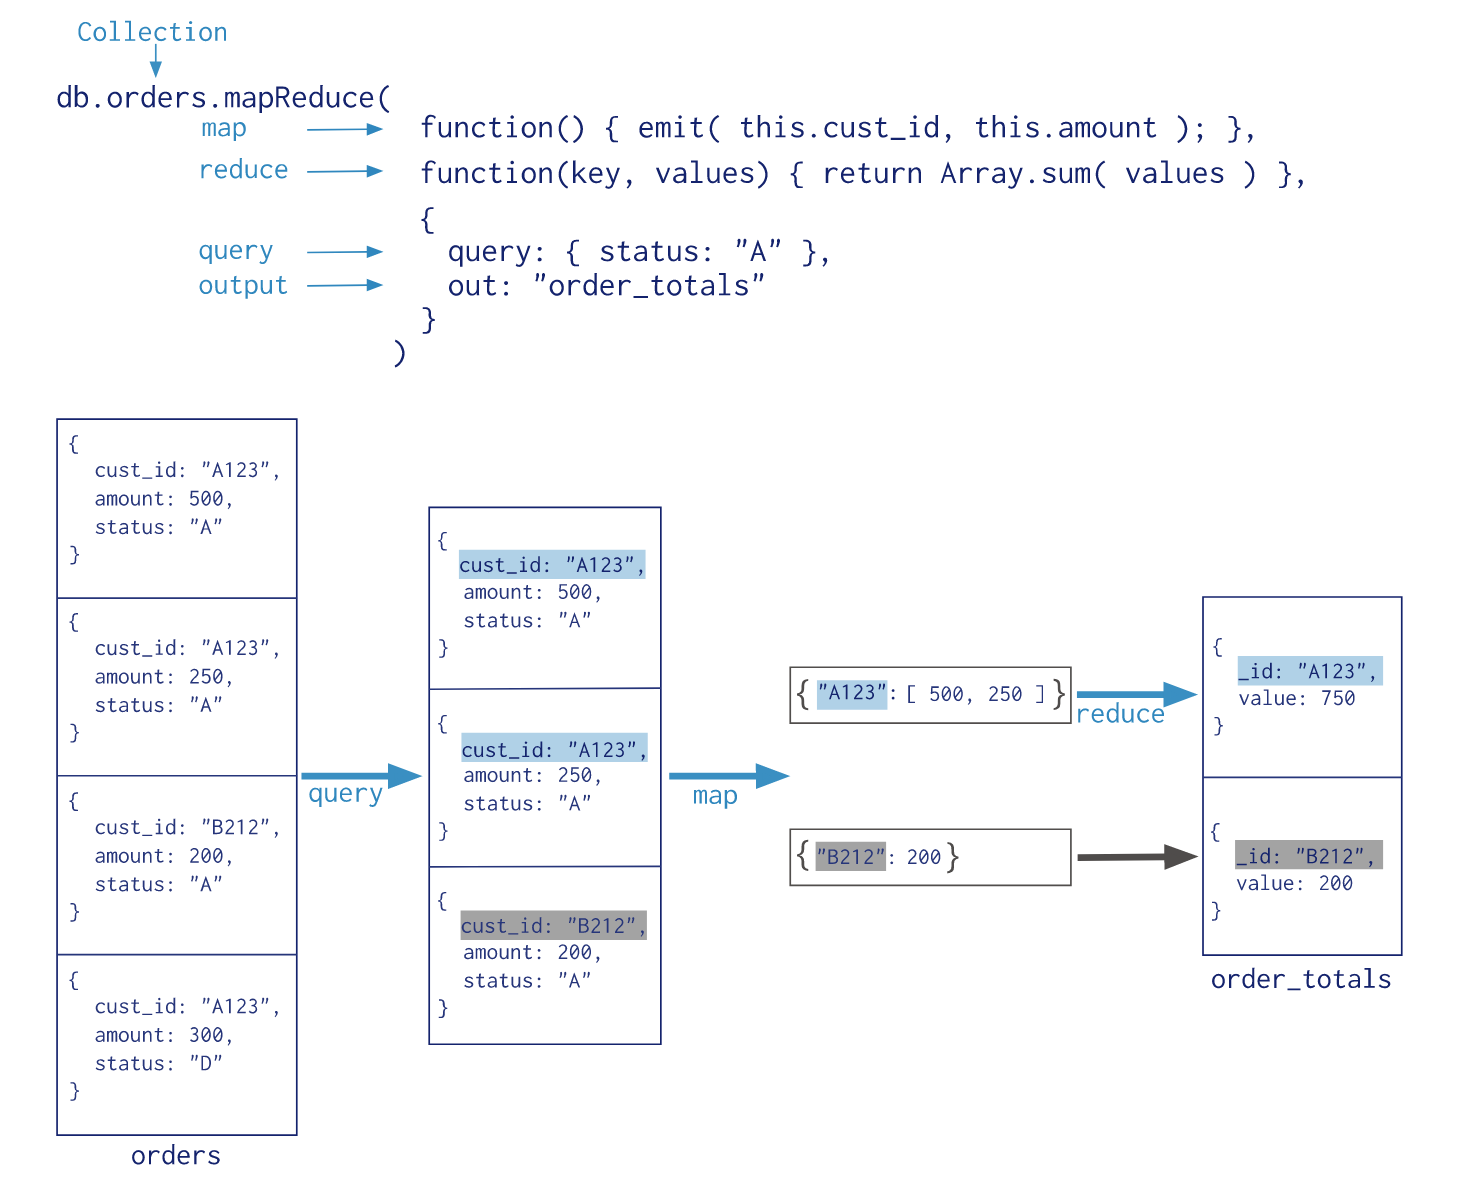 Collection
db.orders.mapReduce(
map function() { emit( this.cust_id, this.amount ); },
reduce function(key, values) { return Array.sum( values ) },
{
query query: { status: "A" },
output out: "order_totals"
}
)
{
cust_id: "A123",
amount: 500,
status: "A"
}
{
cust_id: "A123",
amount: 250,
status: "A"
}
{
cust_id: "B212",
amount: 200,
status: "A"
}
{
cust_id: "A123",
amount: 300,
status: "D"
}
orders
query
{
cust_id: "A123",
amount: 500,
status: "A"
}
{
cust_id: "A123",
amount: 250,
status: "A"
}
{
cust_id: "B212",
amount: 200,
status: "A"
}
map
{ "A123": [ 500, 250 ] }
{ "B212": 200 }
reduce
{
_id: "A123",
value: 750
}
{
_id: "B212",
value: 200
}
order_totals